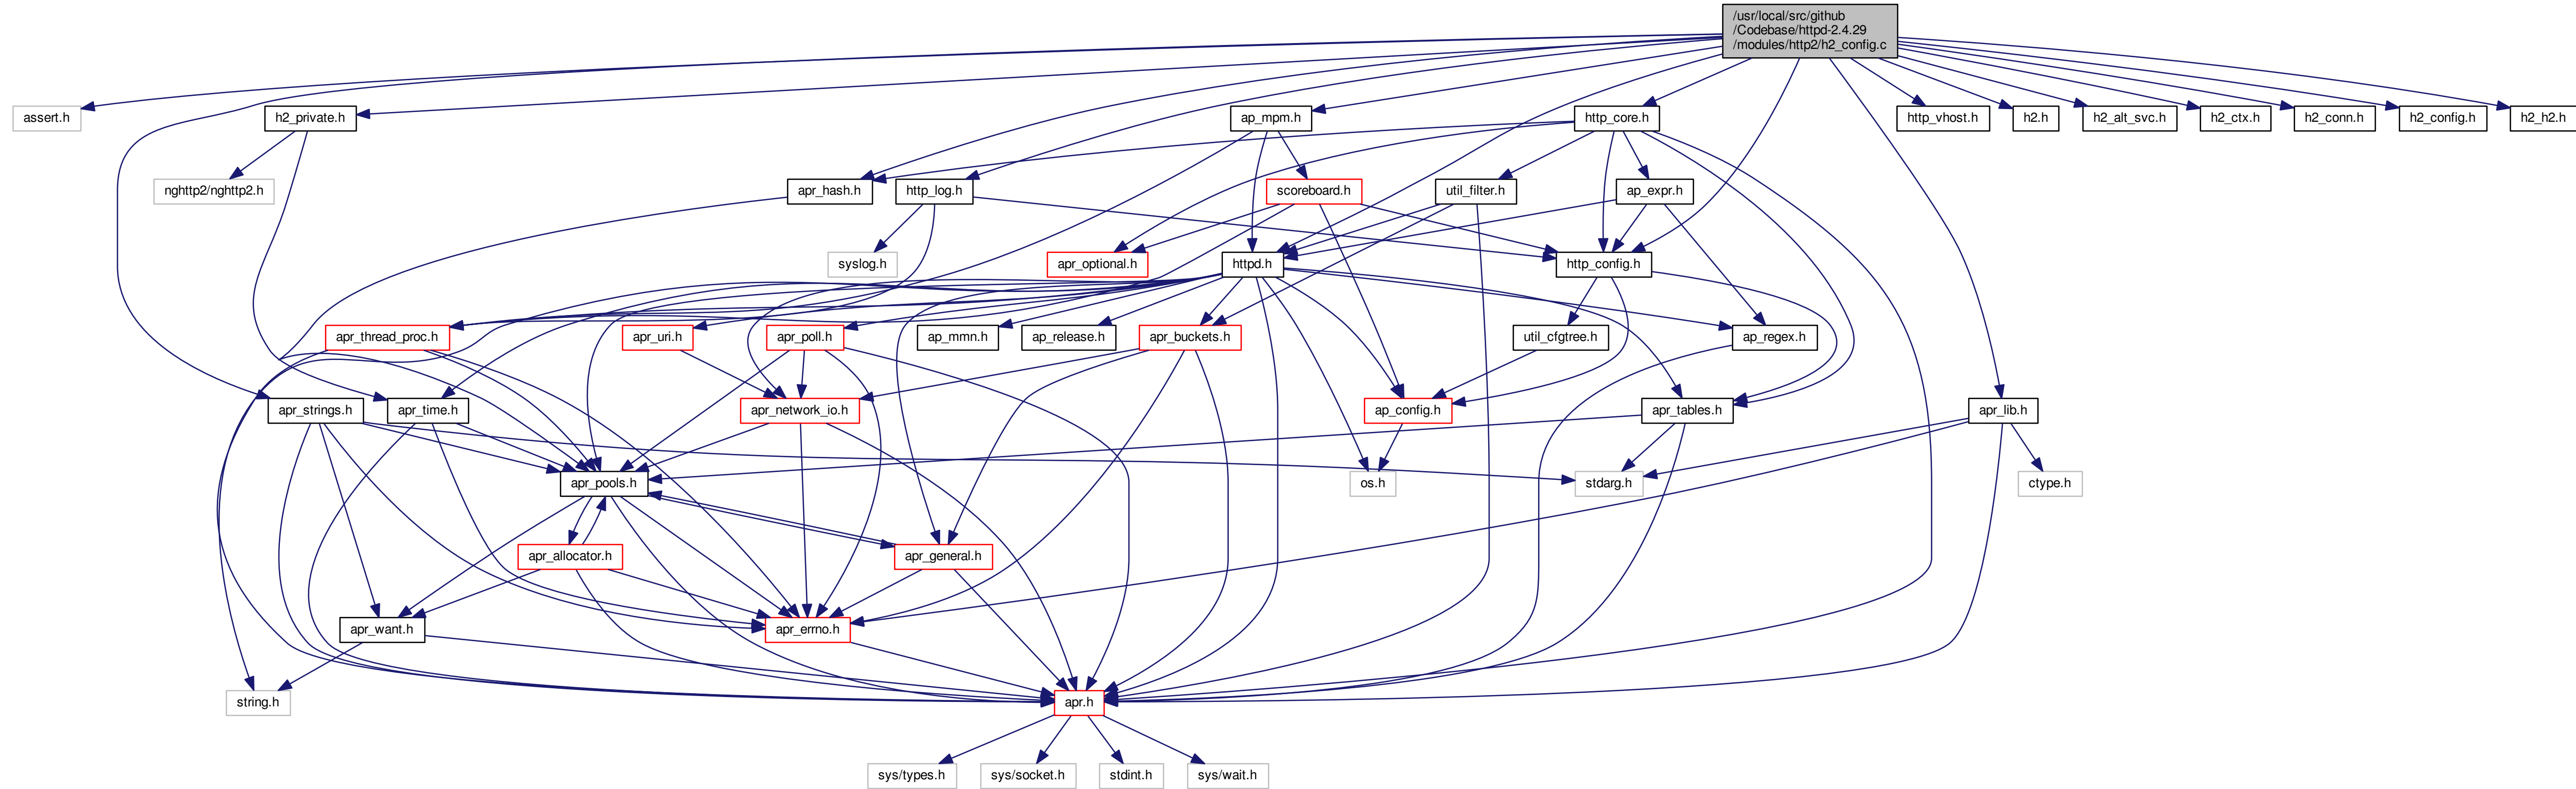 /usr/local/src/github
/Codebase/httpd-2.4.29
/modules/http2/h2_config.c
assert.h
h2_private.h
ap_mpm.h
http_core.h
http_vhost.h
h2.h
h2_alt_svc.h
h2_ctx.h
h2_conn.h
h2_config.h
h2_h2.h
nghttp2/nghttp2.h
apr_hash.h
http_log.h
scoreboard.h
util_filter.h
ap_expr.h
syslog.h
apr_optional.h
httpd.h
http_config.h
apr_thread_proc.h
apr_uri.h
apr_poll.h
ap_mmn.h
ap_release.h
apr_buckets.h
util_cfgtree.h
ap_regex.h
apr_strings.h
apr_time.h
apr_network_io.h
ap_config.h
apr_tables.h
apr_lib.h
apr_pools.h
os.h
stdarg.h
ctype.h
apr_allocator.h
apr_general.h
apr_want.h
apr_errno.h
string.h
apr.h
sys/types.h
sys/socket.h
stdint.h
sys/wait.h